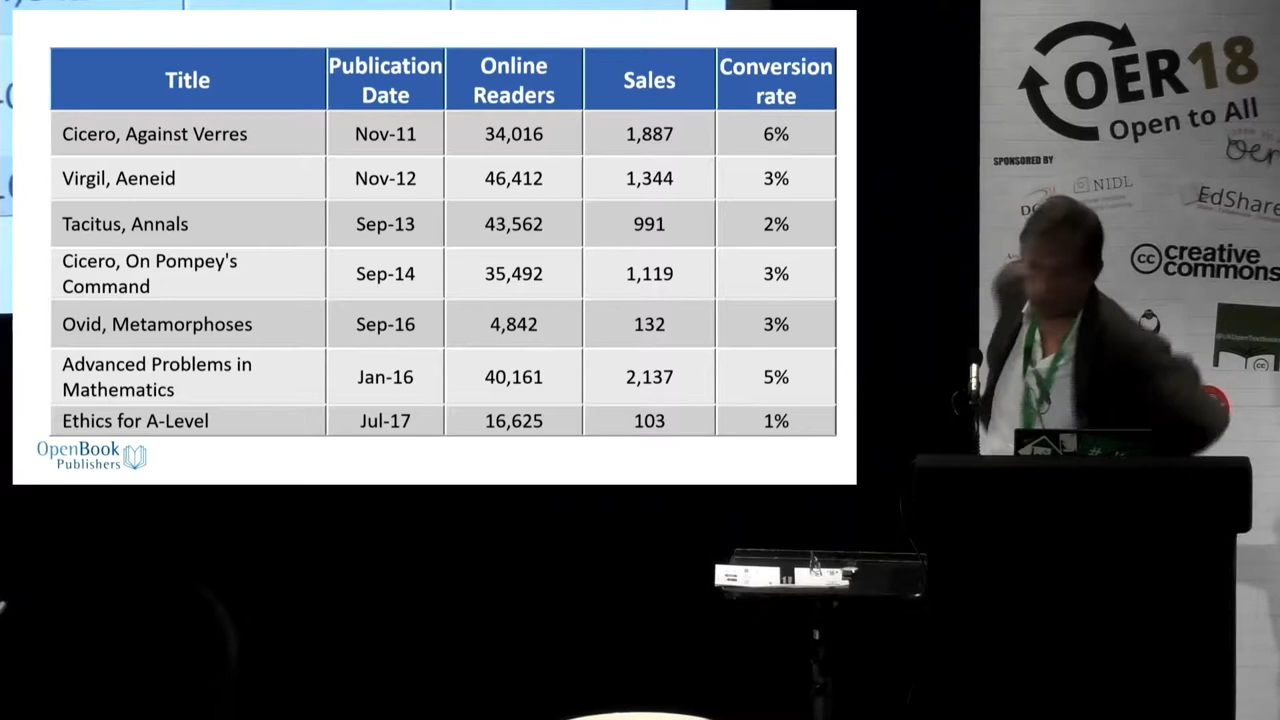 Title Publication Date Online Readers Sales Conversion rate
Cicero, Against Verres Nov-11 34,016 1,887 6%
Virgil, Aeneid Nov-12 46,412 1,344 3%
Tacitus, Annals Sep-13 43,562 991 2%
Cicero, On Pompey's Command Sep-14 35,492 1,119 3%
Ovid, Metamorphoses Sep-16 4,842 132 3%
Advanced Problems in Mathematics Jan-16 40,161 2,137 5%
Ethics for A-Level Jul-17 16,625 103 1%
OpenBook
Publishers
OER18
Open to All
oer
SPONSORED BY
NIDL
EdShare
cc creative commons
cc